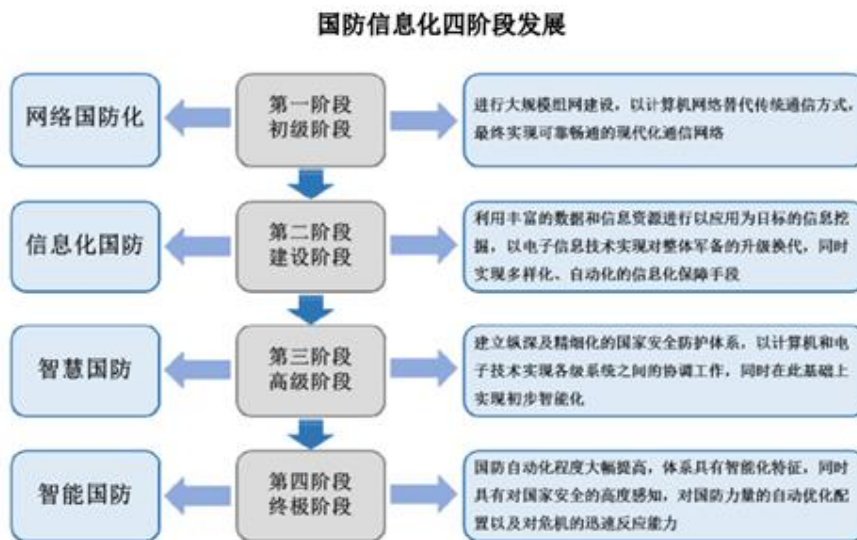 国防信息化四阶段发展
网络国防化
第一阶段
初级阶段
进行大规模组网建设，以计算机网络替代传统通信方式，
最终实现可靠畅通的现代化通信网络
信息化国防
第二阶段
建设阶段
利用丰富的数据和信息资源进行以应用为目标的信息挖
掘，以电子信息技术实现对整体军备的升级换代，同时
实现多样化、自动化的信息化保障手段
智慧国防
第三阶段
高级阶段
建立纵深及精细化的国家安全防护体系，以计算机和电
子技术实现各级系统之间的协调工作，同时在此基础上
实现初步智能化
智能国防
第四阶段
终极阶段
国防自动化程度大幅提高，体系具有智能化特征，同时
具有对国家安全的高度感知，对国防力量的自动优化配
置以及对危机的迅速反应能力